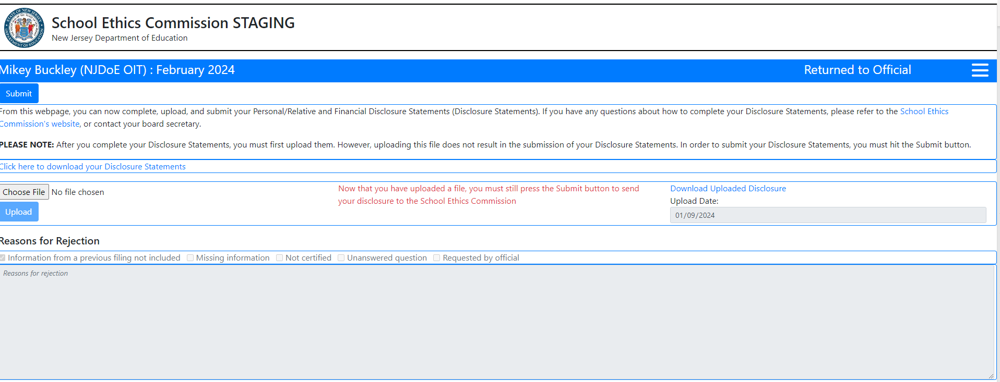 School Ethics Commission STAGING
New Jersey Department of Education
Mikey Buckley (NJDoE OIT) : February 2024
Returned to Official
Submit
From this webpage, you can now complete, upload, and submit your Personal/Relative and Financial Disclosure Statements (Disclosure Statements). If you have any questions about how to complete your Disclosure Statements, please refer to the School Ethics
Commission's website, or contact your board secretary.
PLEASE NOTE: After you complete your Disclosure Statements, you must first upload them. However, uploading this file does not result in the submission of your Disclosure Statements. In order to submit your Disclosure Statements, you must hit the Submit button.
Click here to download your Disclosure Statements
Choose File No file chosen
Upload
Now that you have uploaded a file, you must still press the Submit button to send
your disclosure to the School Ethics Commission
Download Uploaded Disclosure
Upload Date:
01/09/2024
Reasons for Rejection
Information from a previous filing not included Missing information Not certified Unanswered question Requested by official
Reasons for rejection